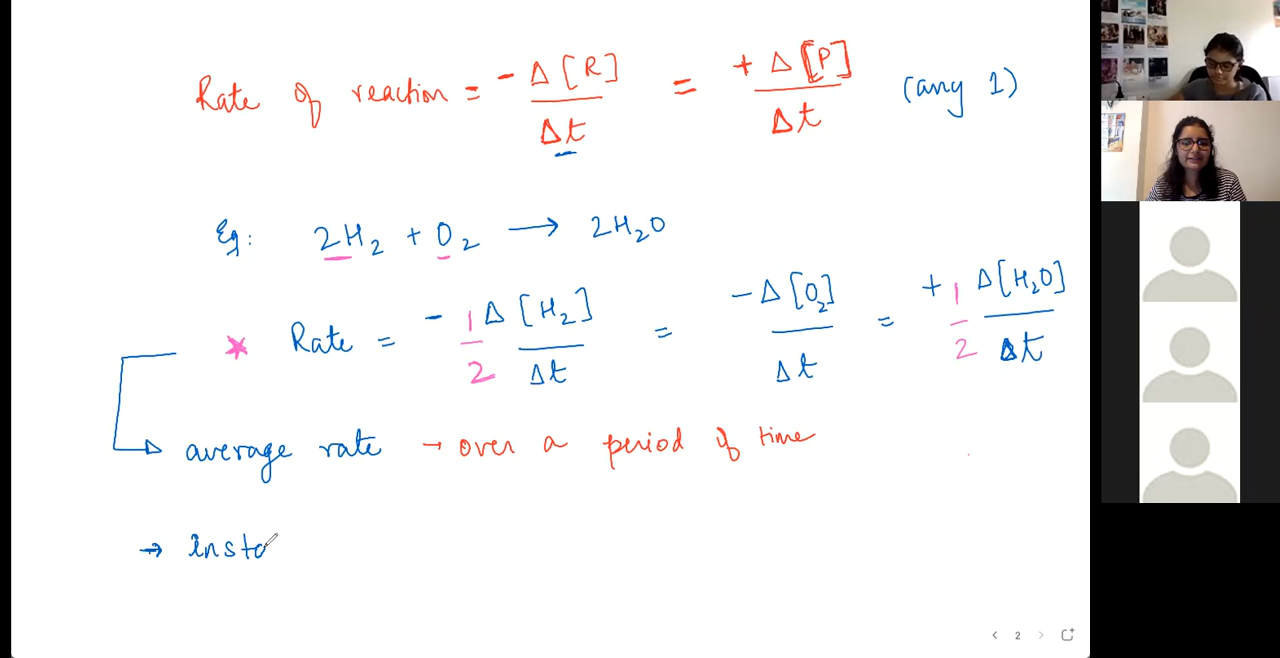 Rate of reaction = - Δ[R] / Δt = + Δ[P] / Δt (any 1)
Eg: 2H₂ + O₂ → 2H₂O
* Rate = - 1/2 Δ[H₂] / Δt = - Δ[O₂] / Δt = + 1/2 Δ[H₂O] / Δt
average rate → over a period of time
→ insta
< 2 >